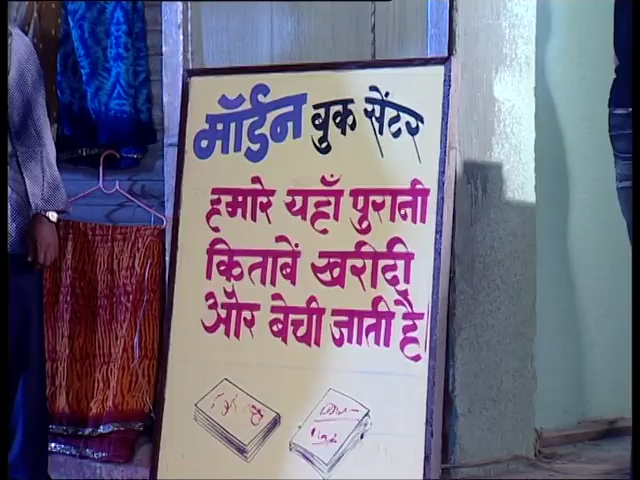 मॉर्डन बुक सेंटर
हमारे यहाँ पुरानी
किताबें खरीदी
और बेची जाती है